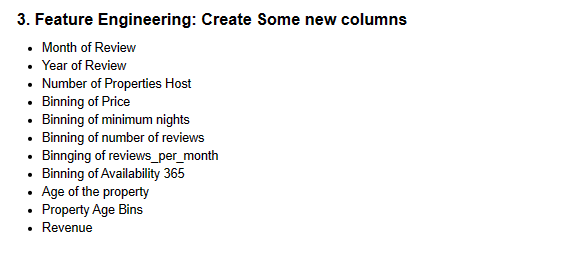 3. Feature Engineering: Create Some new columns
• Month of Review
• Year of Review
• Number of Properties Host
• Binning of Price
• Binning of minimum nights
• Binning of number of reviews
• Binnging of reviews_per_month
• Binning of Availability 365
• Age of the property
• Property Age Bins
• Revenue